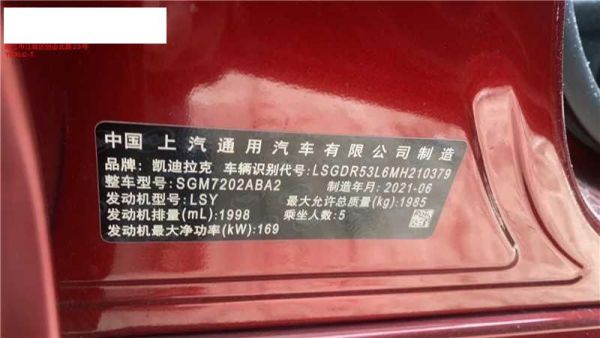 中国 上汽通用汽车有限公司制造
品牌: 凯迪拉克 车辆识别代号:LSGDR53L6MH210379
整车型号:SGM7202ABA2 制造年月:2021-06
发动机型号:LSY 最大允许总质量(kg):1985
发动机排量(mL):1998 乘坐人数:5
发动机最大净功率(kW):169